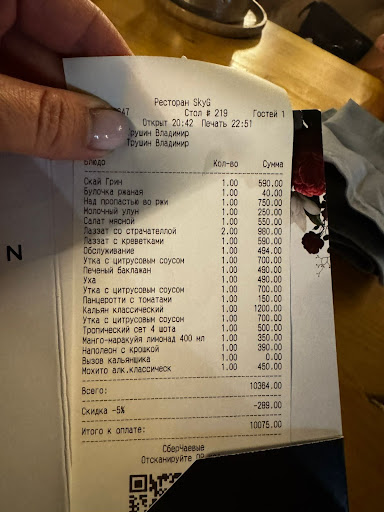 Ресторан SkyG
Стол # 219 Гостей 1
Открыт 20:42 Печать 22:51
Трушин Владимир
Трушин Владимир
Блюдо Кол-во Сумма
Скай Грин 1.00 590.00
Булочка ржаная 1.00 40.00
Над пропастью во ржи 1.00 750.00
Молочный улун 1.00 250.00
Салат мясной 1.00 550.00
Лаззат со страчателлой 2.00 980.00
Лаззат с креветками 1.00 590.00
Обслуживание 1.00 494.00
Утка с цитрусовым соусом 1.00 700.00
Печеный баклажан 1.00 490.00
Уха 1.00 490.00
Утка с цитрусовым соусом 1.00 700.00
Панцеротти с томатами 1.00 150.00
Кальян классический 1.00 1200.00
Утка с цитрусовым соусом 1.00 700.00
Тропический сет 4 шота 1.00 500.00
Манго-маракуйя лимонад 400 мл 1.00 350.00
Наполеон с крошкой 1.00 390.00
Вызов кальянщика 1.00 0.00
Мохито алк.классическ 1.00 450.00
Всего: 10364.00
Скидка -5% -289.00
Итого к оплате: 10075.00
СберЧаевые
Отсканируйте
N